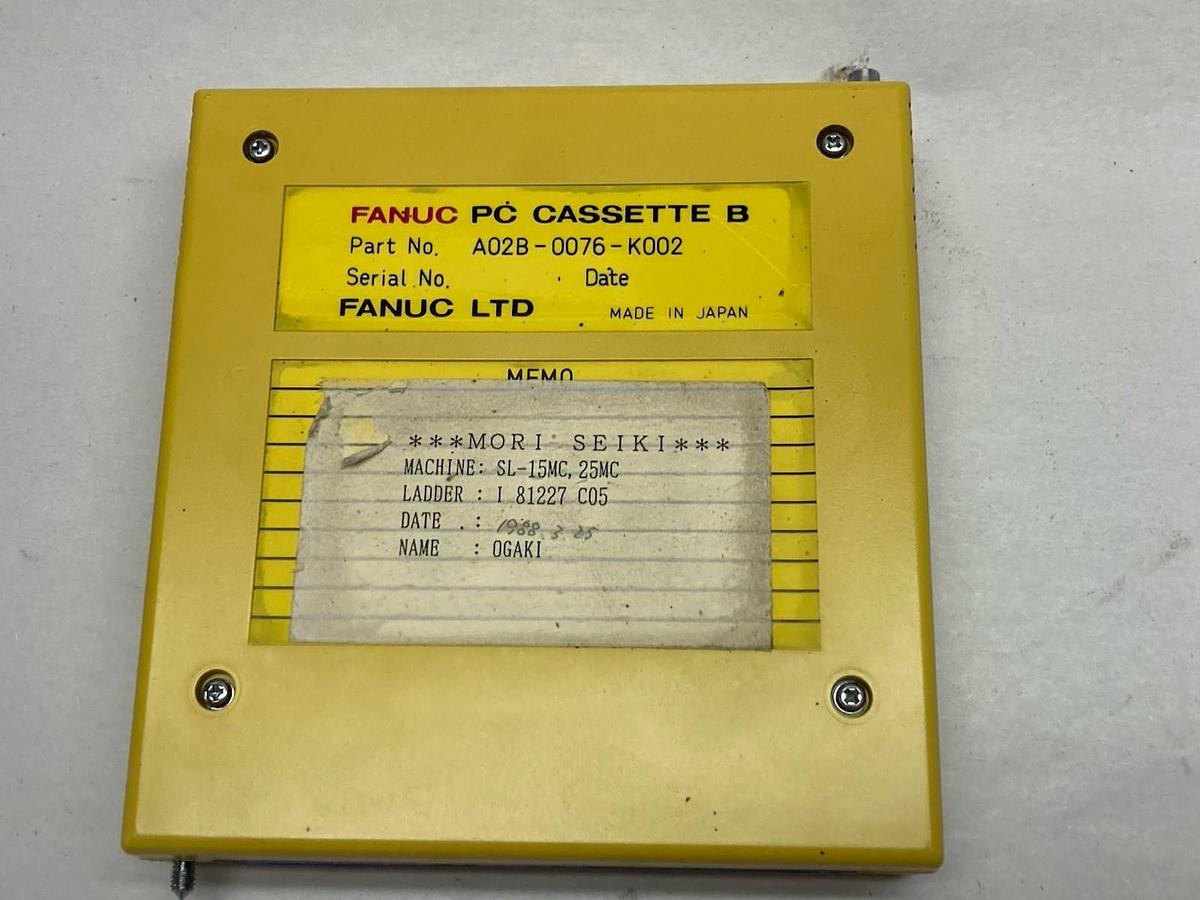 FANUC PC CASSETTE B
Part No. A02B-0076-K002
Serial No. Date
FANUC LTD MADE IN JAPAN
MEMO
***MORI SEIKI***
MACHINE: SL-15MC, 25MC
LADDER : I 81227 C05
DATE : 1988.3.25
NAME : OGAKI